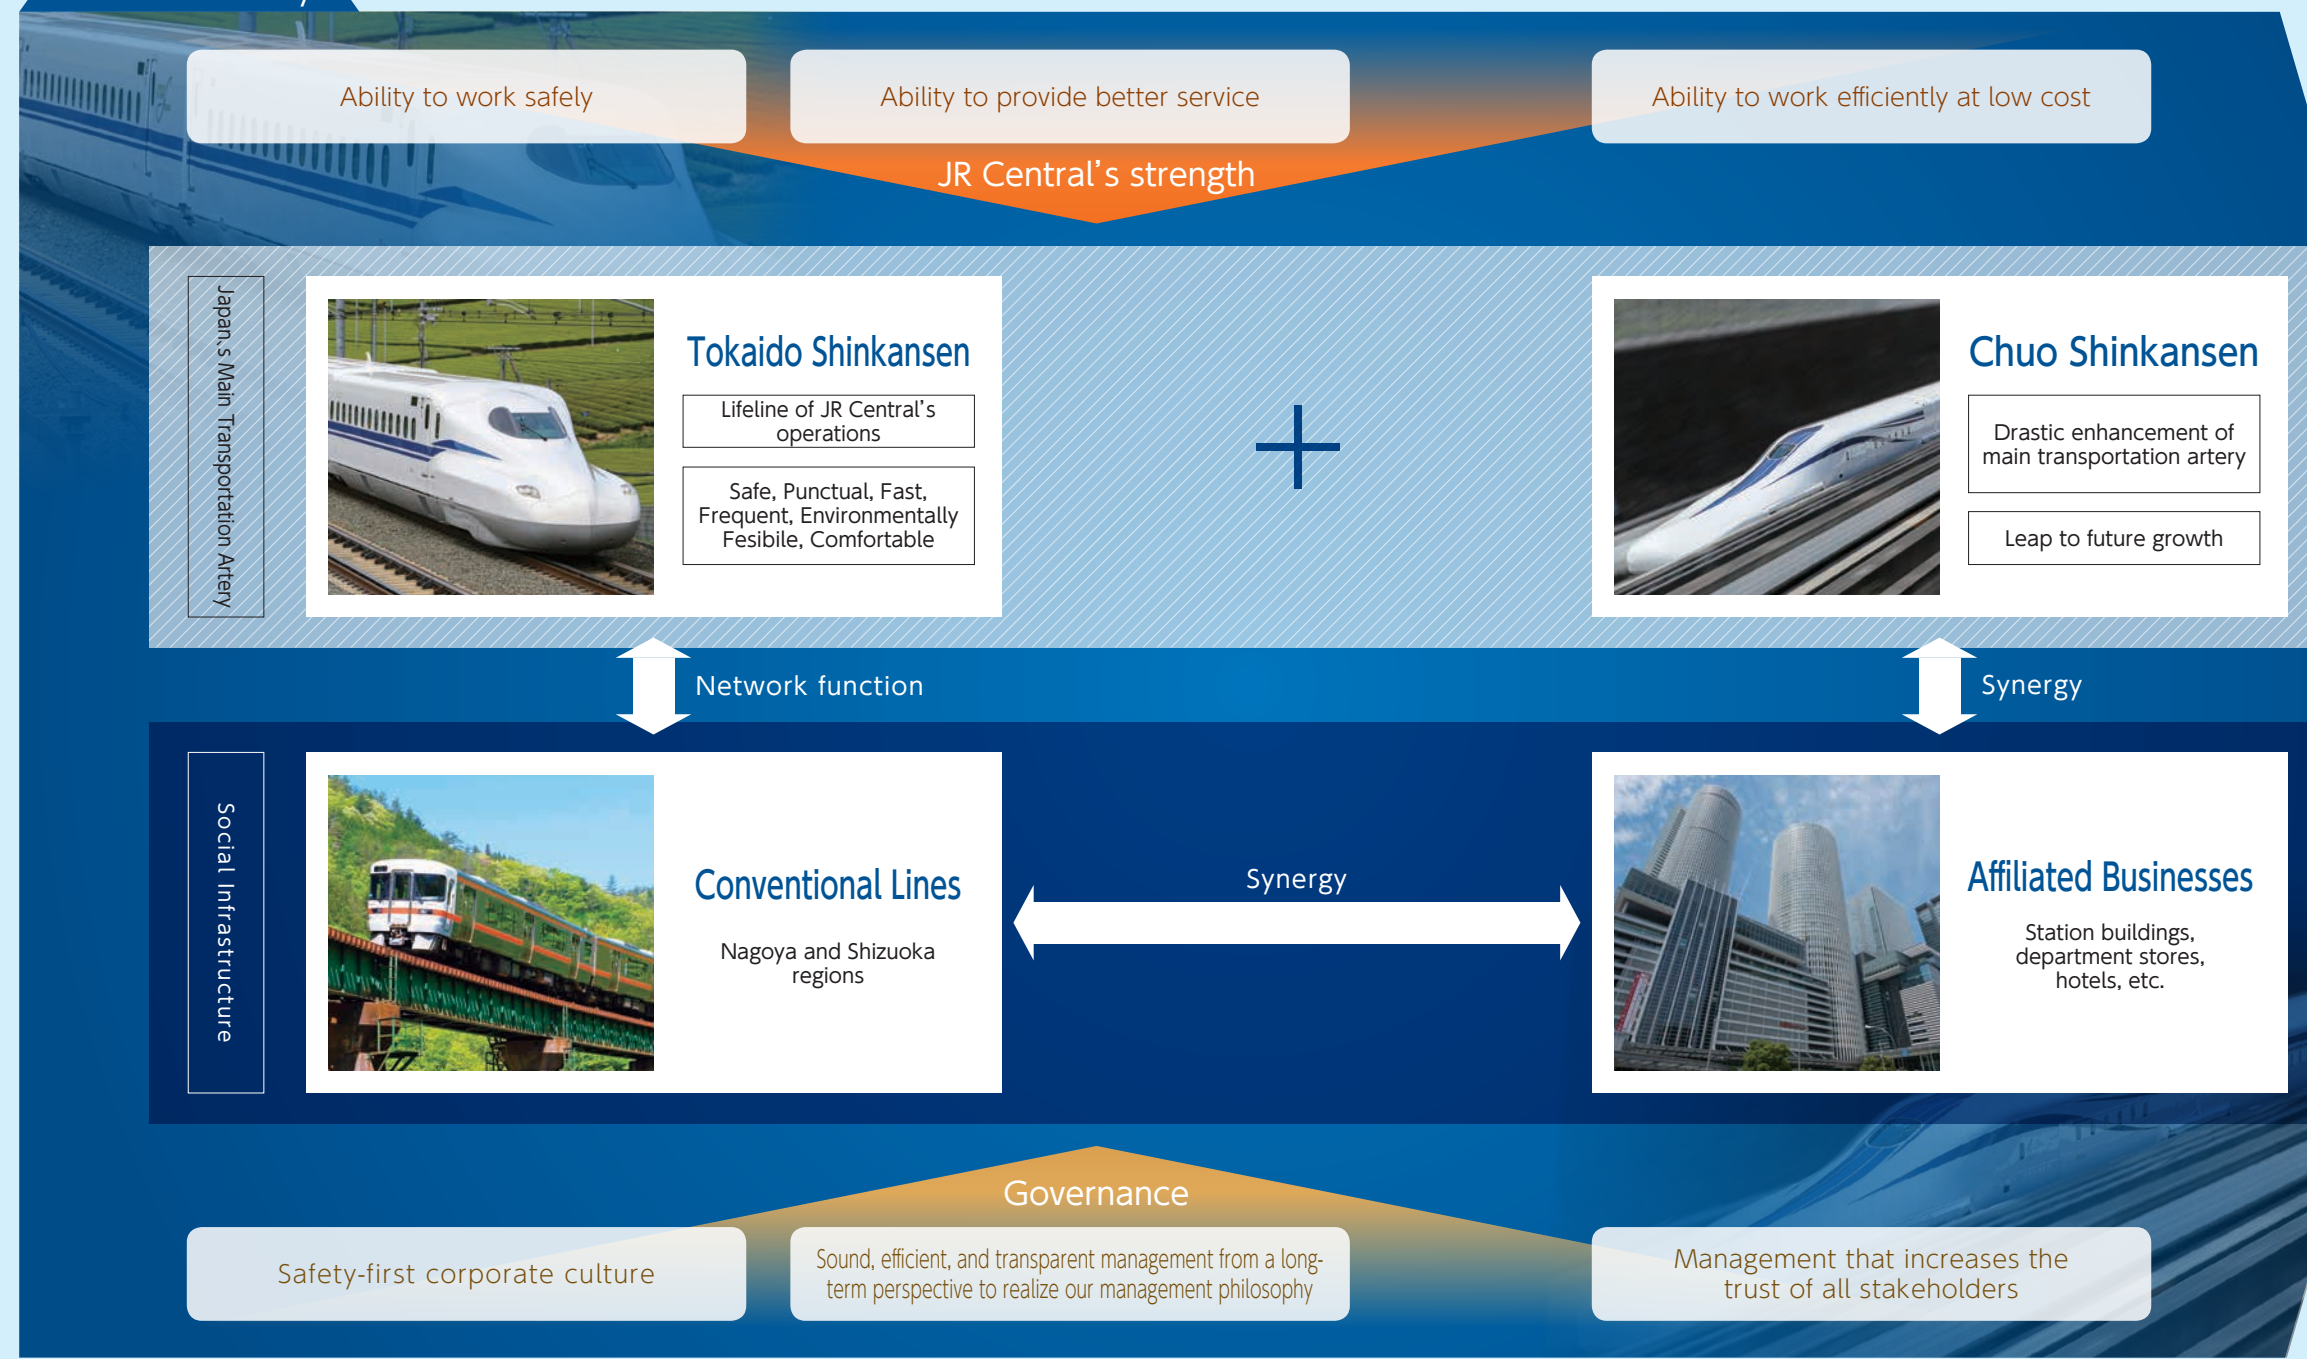 Ability to work safely
Ability to provide better service
Ability to work efficiently at low cost
JR Central's strength
Japan's Main Transportation Artery
Tokaido Shinkansen
Lifeline of JR Central's
operations
Safe, Punctual, Fast,
Frequent, Environmentally
Fesibile, Comfortable
Chuo Shinkansen
Drastic enhancement of
main transportation artery
Leap to future growth
Network function
Synergy
Social Infrastructure
Conventional Lines
Nagoya and Shizuoka
regions
Synergy
Affiliated Businesses
Station buildings,
department stores,
hotels, etc.
Governance
Safety-first corporate culture
Sound, efficient, and transparent management from a long-
term perspective to realize our management philosophy
Management that increases the
trust of all stakeholders